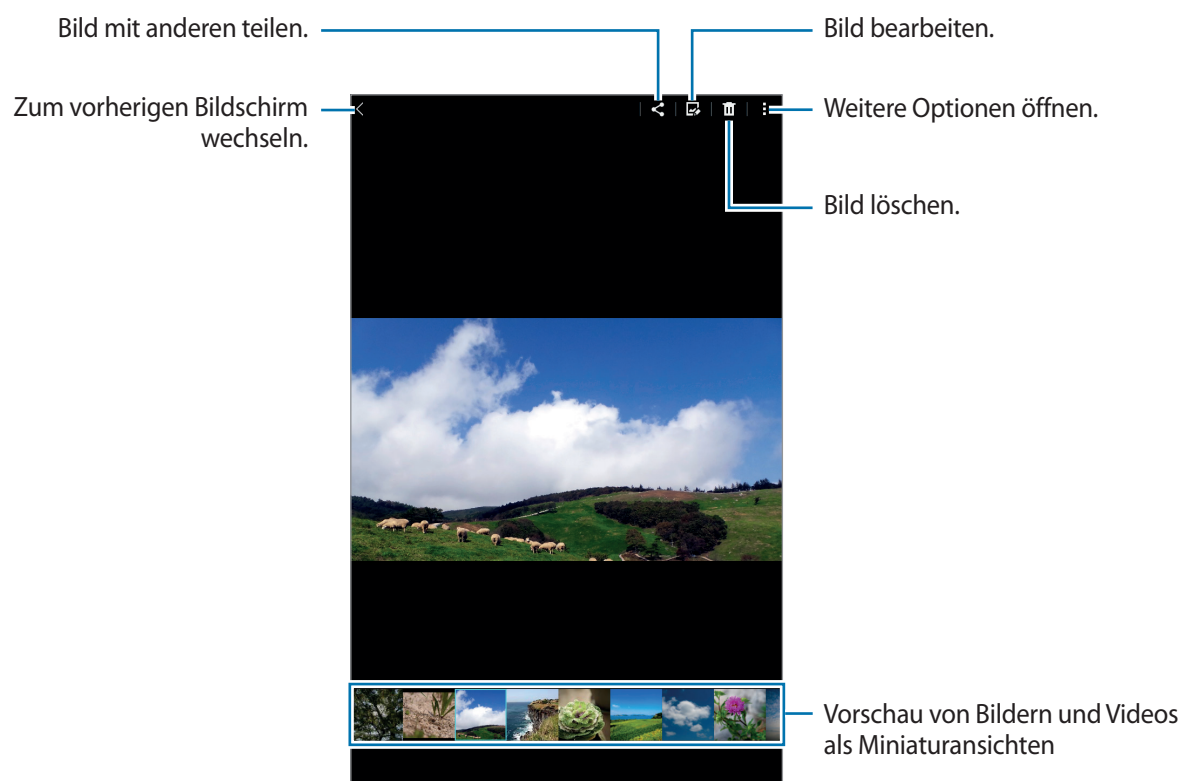 Bild mit anderen teilen.
Bild bearbeiten.
Zum vorherigen Bildschirm
wechseln.
Weitere Optionen öffnen.
Bild löschen.
Vorschau von Bildern und Videos
als Miniaturansichten